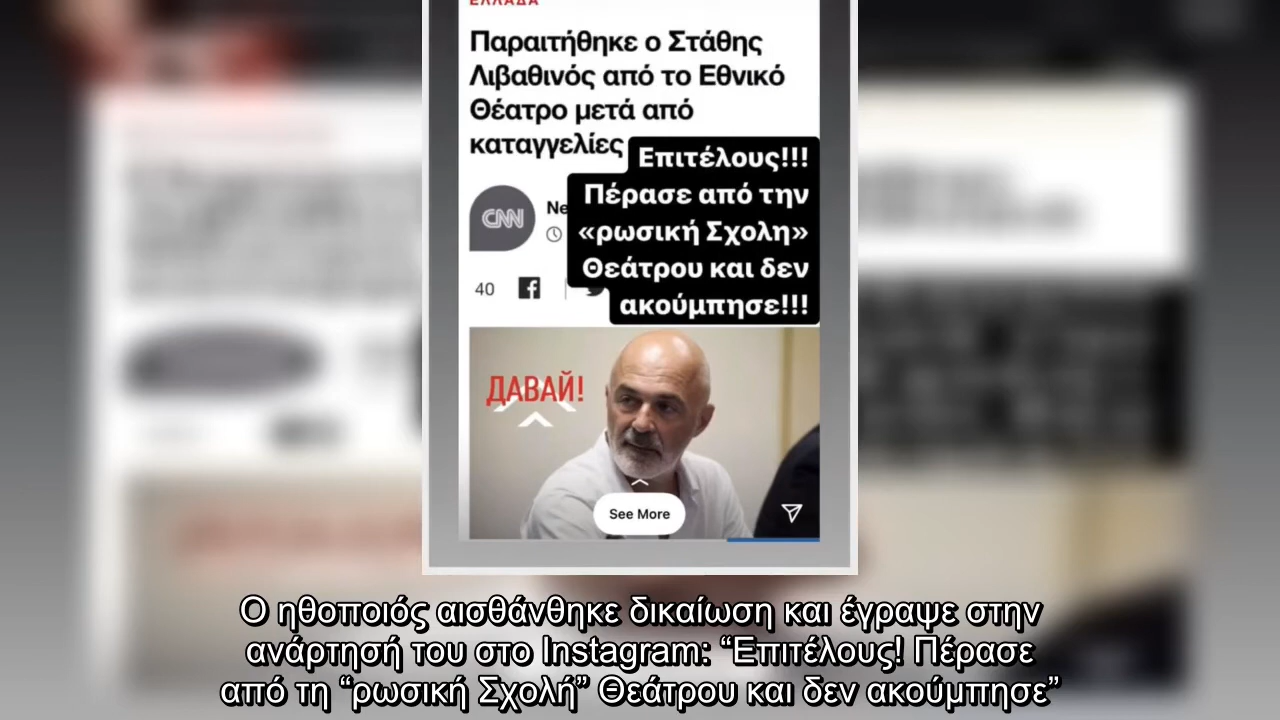 ΕΛΛΑΔΑ
Παραιτήθηκε ο Στάθης
Λιβαθινός από το Εθνικό
Θέατρο μετά από
καταγγελίες
Επιτέλους!!!
Πέρασε από την
«ρωσική Σχολη»
Θεάτρου και δεν
ακούμπησε!!!
CNN
Ne
40
ДАВАЙ!
See More
Ο ηθοποιός αισθάνθηκε δικαίωση και έγραψε στην
ανάρτησή του στο Instagram: “Επιτέλους! Πέρασε
από τη “ρωσική Σχολή” Θεάτρου και δεν ακούμπησε”